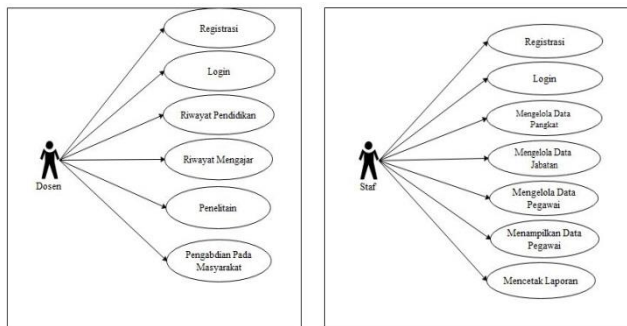 Registrasi
Login
Riwayat Pendidikan
Riwayat Mengajar
Penelitain
Pengabdian Pada
Masyarakat
Dosen
Registrasi
Login
Mengelola Data
Pangkat
Mengelola Data
Jabatan
Mengelola Data
Pegawai
Menampilkan Data
Pegawai
Mencetak Laporan
Staf